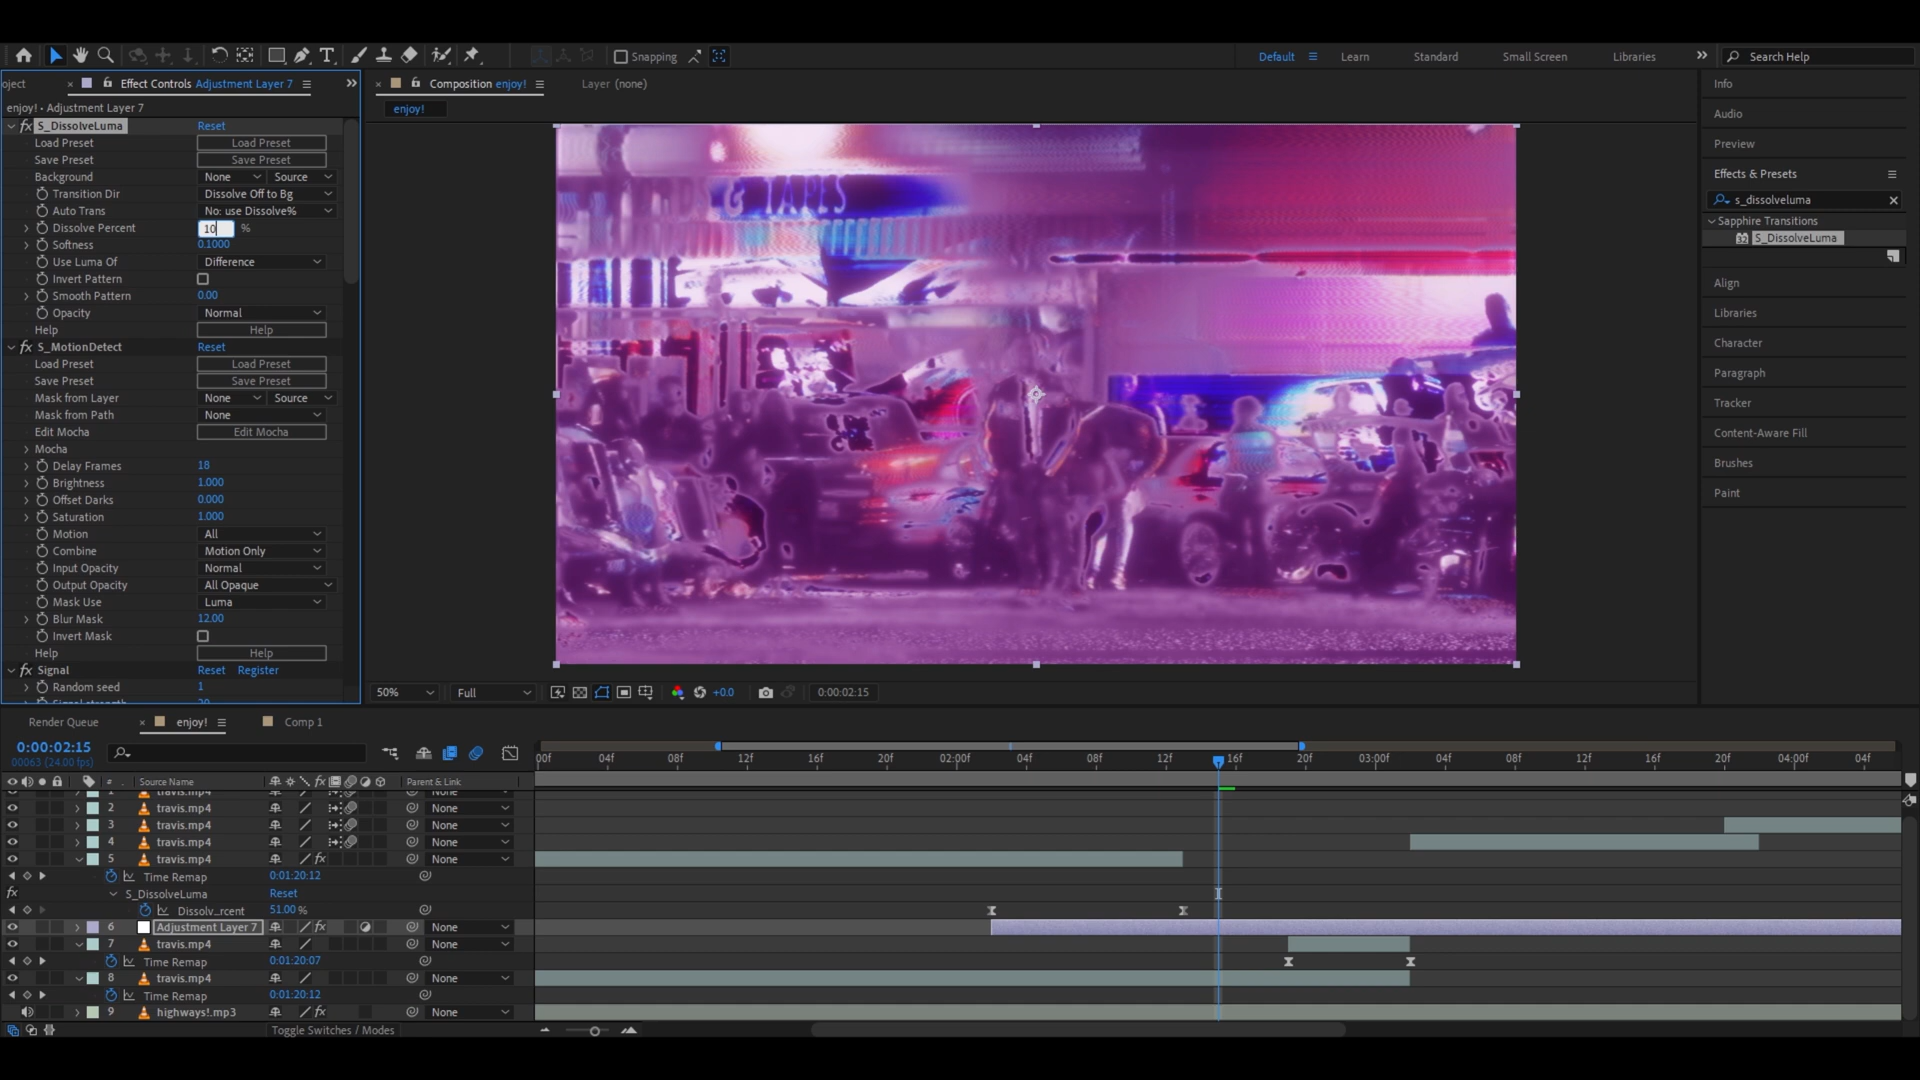 Snapping
Default
Learn
Standard
Small Screen
Libraries
Search Help
oject
Effect Controls Adjustment Layer 7
Composition enjoy!
Layer (none)
enjoy! • Adjustment Layer 7
enjoy!
fx S_DissolveLuma Reset
Load Preset Load Preset
Save Preset Save Preset
Background None Source
Transition Dir Dissolve Off to Bg
Auto Trans No: use Dissolve%
Dissolve Percent 10 %
Softness 0.1000
Use Luma Of Difference
Invert Pattern
Smooth Pattern 0.00
Opacity Normal
Help Help
fx S_MotionDetect Reset
Load Preset Load Preset
Save Preset Save Preset
Mask from Layer None Source
Mask from Path None
Edit Mocha Edit Mocha
Mocha
Delay Frames 18
Brightness 1.000
Offset Darks 0.000
Saturation 1.000
Motion All
Combine Motion Only
Input Opacity Normal
Output Opacity All Opaque
Mask Use Luma
Blur Mask 12.00
Invert Mask
Help Help
fx Signal Reset Register
Random seed 1
& TAPES
50%
Full
+0.0
0:00:02:15
Info
Audio
Preview
Effects & Presets
s_dissolveluma
Sapphire Transitions
S_DissolveLuma
Align
Libraries
Character
Paragraph
Tracker
Content-Aware Fill
Brushes
Paint
Render Queue
enjoy!
Comp 1
0:00:02:15
00063 (24.00 fps)
:00f 04f 08f 12f 16f 20f 02:00f 04f 08f 12f 16f 20f 03:00f 04f 08f 12f 16f 20f 04:00f 04f
# Source Name fx Parent & Link
1 travis.mp4 None
2 travis.mp4 None
3 travis.mp4 None
4 travis.mp4 None
5 travis.mp4 fx None
Time Remap 0:01:20:12
fx S_DissolveLuma Reset
Dissolv...rcent 51.00 %
6 Adjustment Layer 7 fx None
7 travis.mp4 None
Time Remap 0:01:20:07
8 travis.mp4 None
Time Remap 0:01:20:12
9 highways!.mp3 fx None
Toggle Switches / Modes